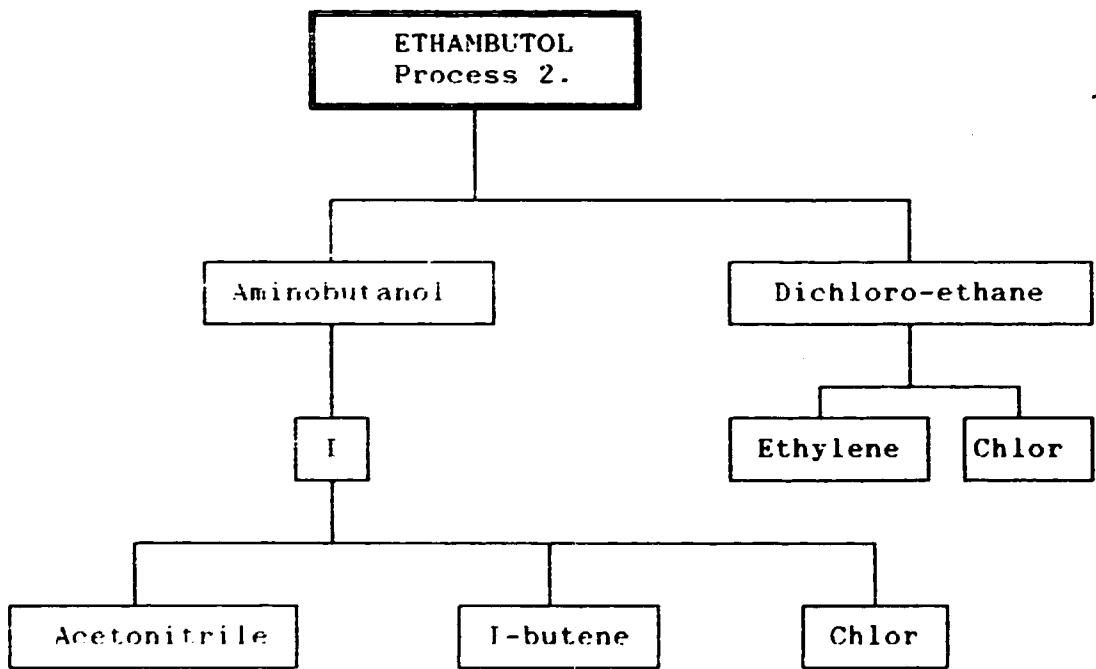 ETHAMBUTOL
Process 2.
Aminobutanol
Dichloro-ethane
I
Ethylene
Chlor
Acetonitrile
I-butene
Chlor